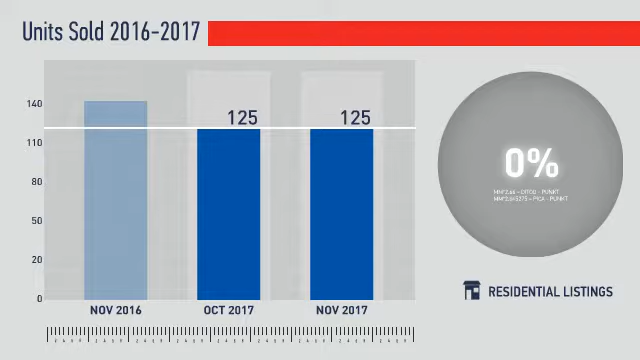 Units Sold 2016-2017
140
110
80
50
20
0
125
125
NOV 2016
OCT 2017
NOV 2017
0%
RESIDENTIAL LISTINGS